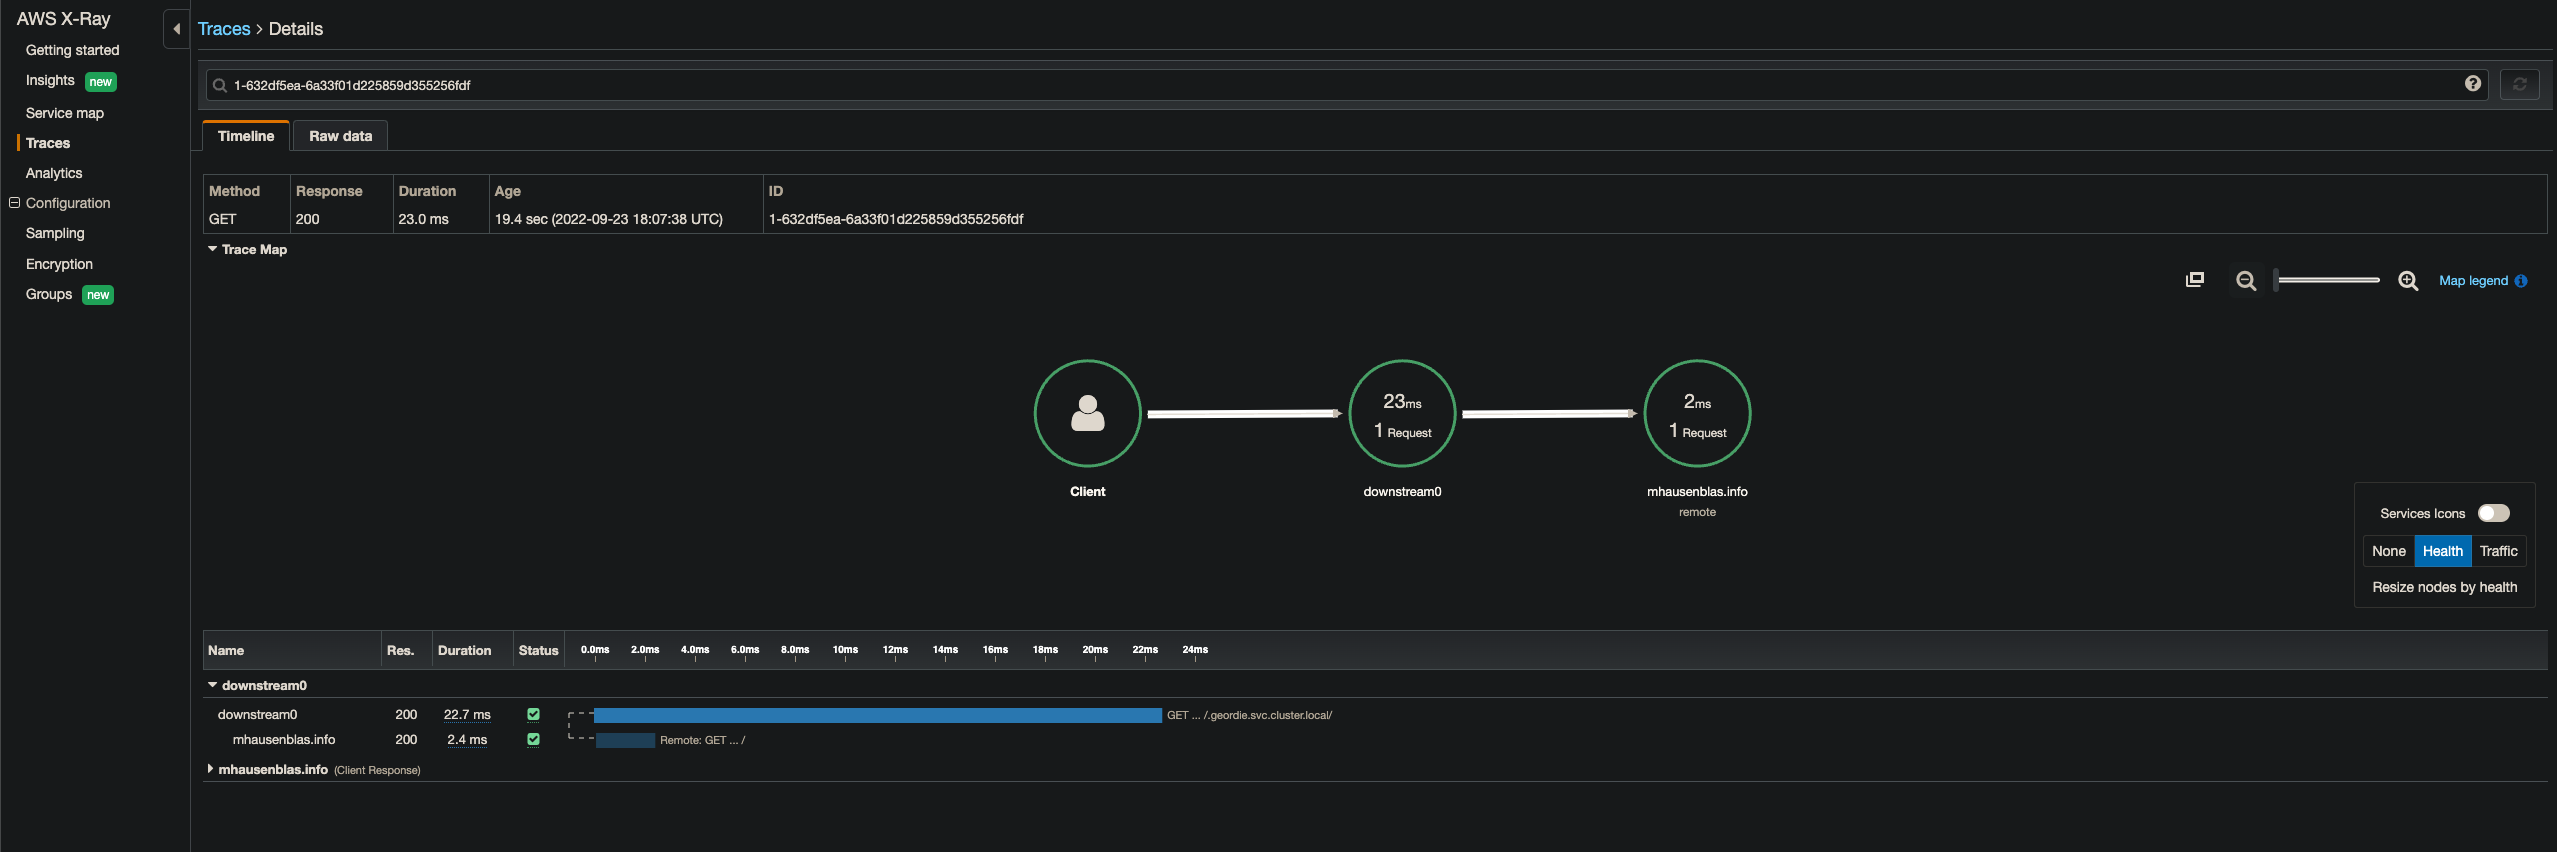 AWS X-Ray
Getting started
Insights new
Service map
Traces
Analytics
Configuration
Sampling
Encryption
Groups new
Traces > Details
1-632df5ea-6a33f01d225859d355256fdf
Timeline Raw data
Method Response Duration Age ID
GET 200 23.0 ms 19.4 sec (2022-09-23 18:07:38 UTC) 1-632df5ea-6a33f01d225859d355256fdf
Trace Map
Map legend
23ms 2ms
1 Request 1 Request
Client downstream0 mhausenblas.info
remote
Services Icons
None Health Traffic
Resize nodes by health
Name Res. Duration Status 0.0ms 2.0ms 4.0ms 6.0ms 8.0ms 10ms 12ms 14ms 16ms 18ms 20ms 22ms 24ms
downstream0
downstream0 200 22.7 ms GET ... /.geordie.svc.cluster.local/
mhausenblas.info 200 2.4 ms Remote: GET ... /
mhausenblas.info (Client Response)